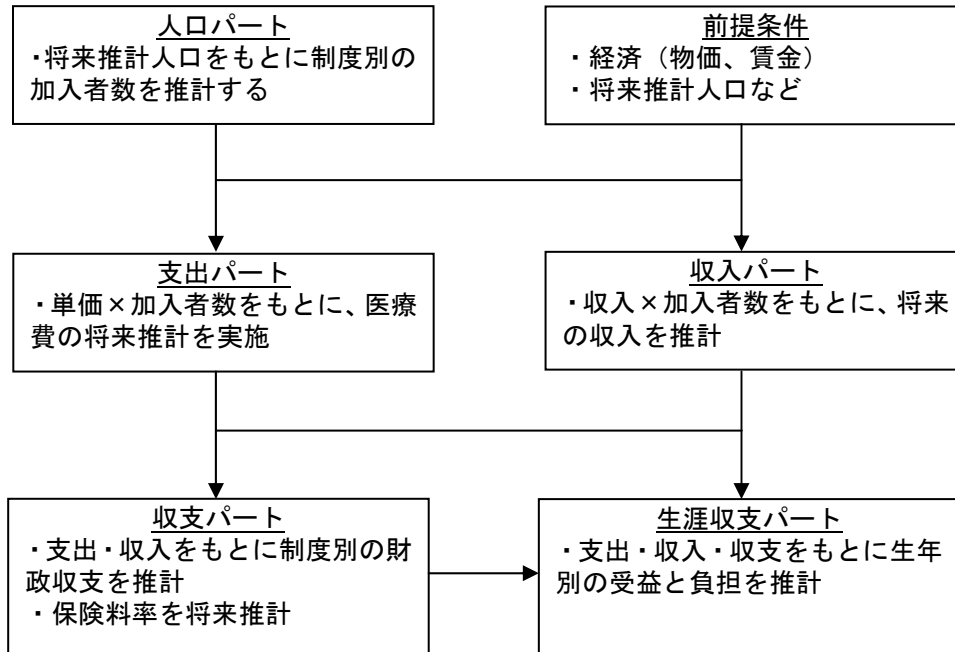 人口パート
・将来推計人口をもとに制度別の
加入者数を推計する
前提条件
・経済（物価、賃金）
・将来推計人口など
支出パート
・単価×加入者数をもとに、医療
費の将来推計を実施
収入パート
・収入×加入者数をもとに、将来
の収入を推計
収支パート
・支出・収入をもとに制度別の財
政収支を推計
・保険料率を将来推計
生涯収支パート
・支出・収入・収支をもとに生年
別の受益と負担を推計